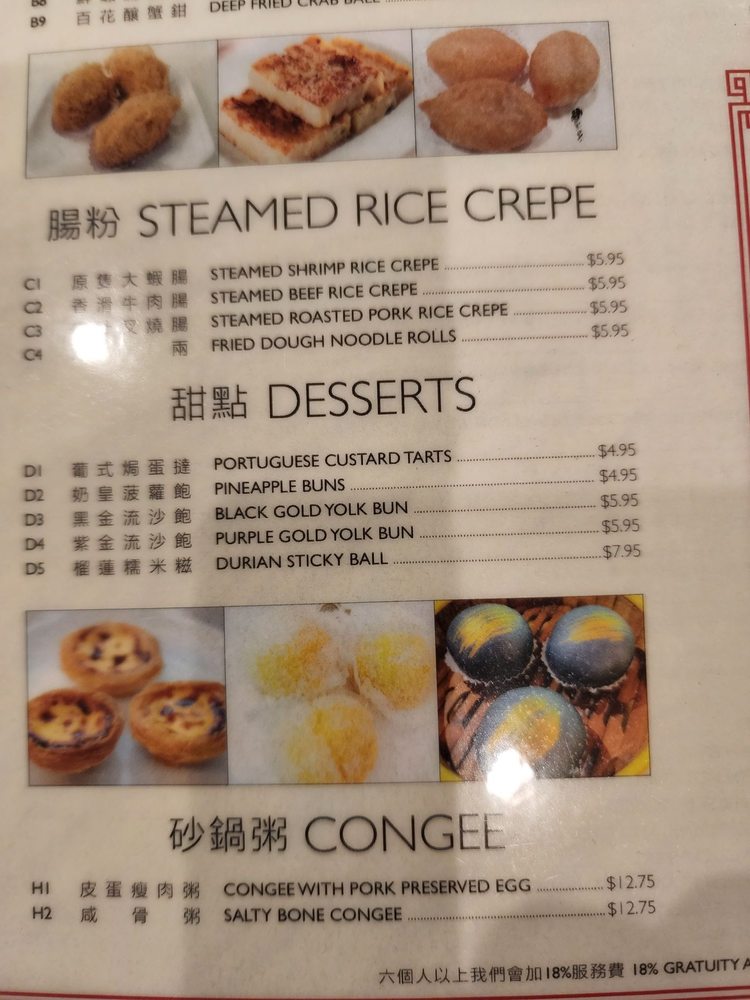 B8
DEEP FRIED CRAB BALL
B9 百花釀蟹鉗
腸粉 STEAMED RICE CREPE
C1 原雋大蝦腸 STEAMED SHRIMP RICE CREPE $5.95
C2 香滑牛肉腸 STEAMED BEEF RICE CREPE $5.95
C3 叉燒腸 STEAMED ROASTED PORK RICE CREPE $5.95
C4 兩 FRIED DOUGH NOODLE ROLLS $5.95
甜點 DESSERTS
D1 葡式焗蛋撻 PORTUGUESE CUSTARD TARTS $4.95
D2 奶皇菠蘿飽 PINEAPPLE BUNS $4.95
D3 黑金流沙飽 BLACK GOLD YOLK BUN $5.95
D4 紫金流沙飽 PURPLE GOLD YOLK BUN $5.95
D5 榴蓮糯米糍 DURIAN STICKY BALL $7.95
砂鍋粥 CONGEE
H1 皮蛋瘦肉粥 CONGEE WITH PORK PRESERVED EGG $12.75
H2 咸骨粥 SALTY BONE CONGEE $12.75
六個人以上我們會加18%服務費 18% GRATUITY